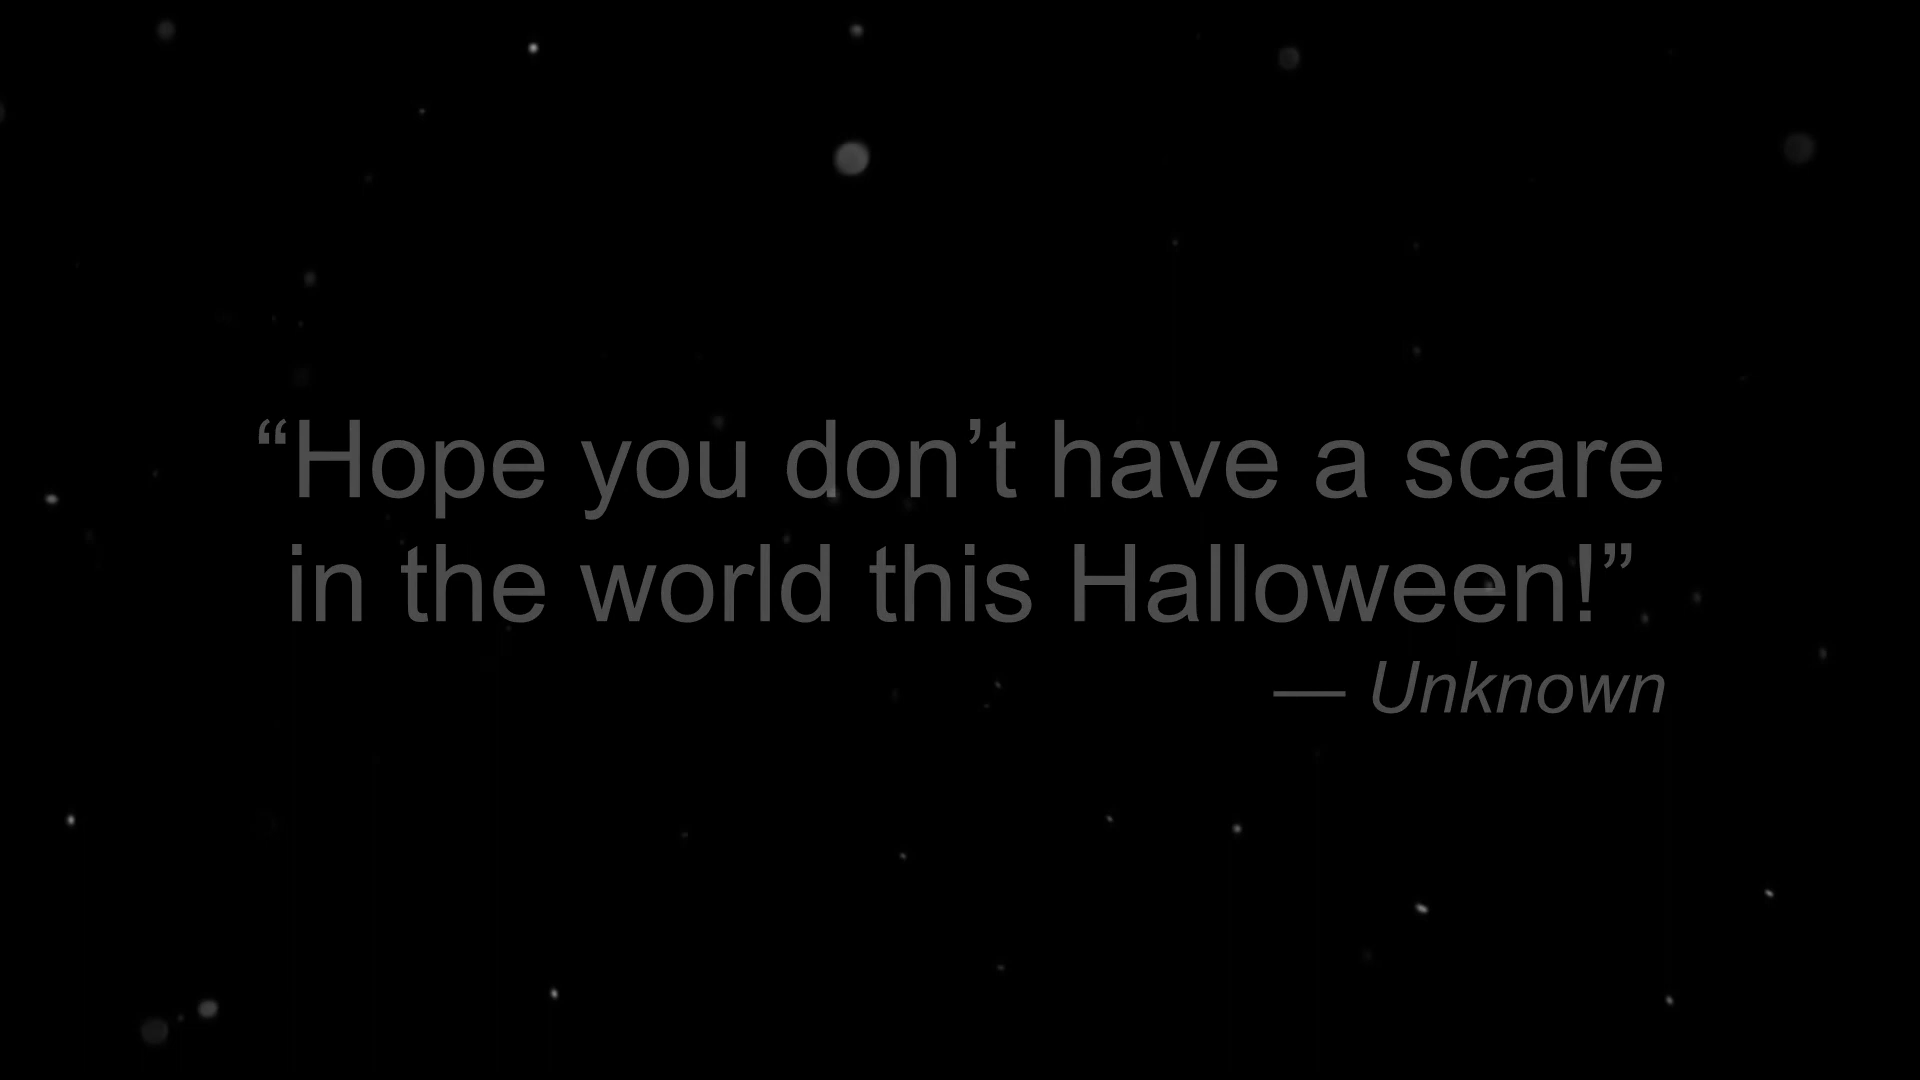 “Hope you don’t have a scare
in the world this Halloween!”
— Unknown